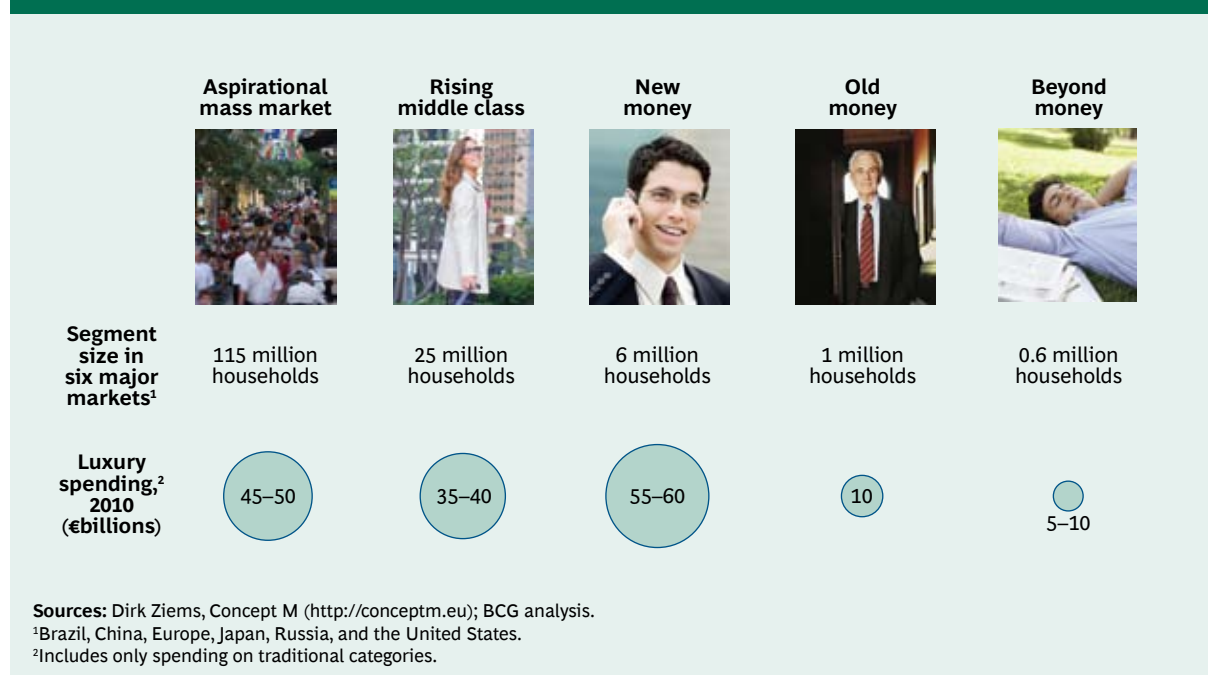 Aspirational
mass market
Rising
middle class
New
money
Old
money
Beyond
money
Segment
size in
six major
markets¹
115 million
households
25 million
households
6 million
households
1 million
households
0.6 million
households
Luxury
spending,²
2010
(€billions)
45–50
35–40
55–60
10
5–10
Sources: Dirk Ziems, Concept M (http://conceptm.eu); BCG analysis.
¹Brazil, China, Europe, Japan, Russia, and the United States.
²Includes only spending on traditional categories.